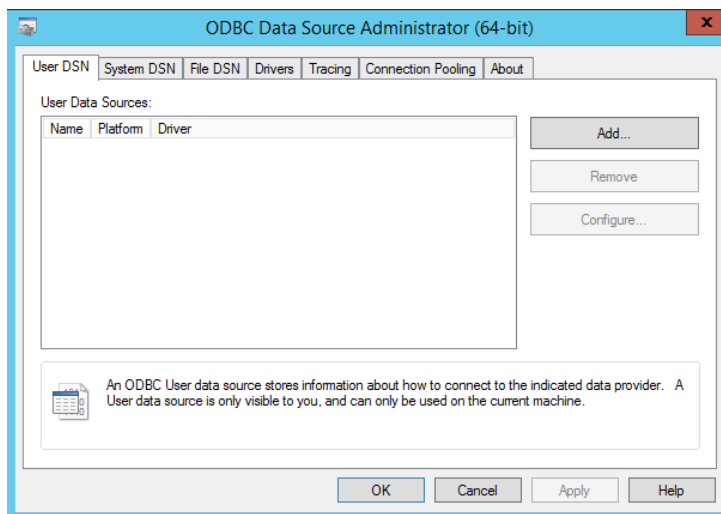 ODBC Data Source Administrator (64-bit)
x
User DSN System DSN File DSN Drivers Tracing Connection Pooling About
User Data Sources:
Name Platform Driver
Add...
Remove
Configure...
An ODBC User data source stores information about how to connect to the indicated data provider. A
User data source is only visible to you, and can only be used on the current machine.
OK Cancel Apply Help